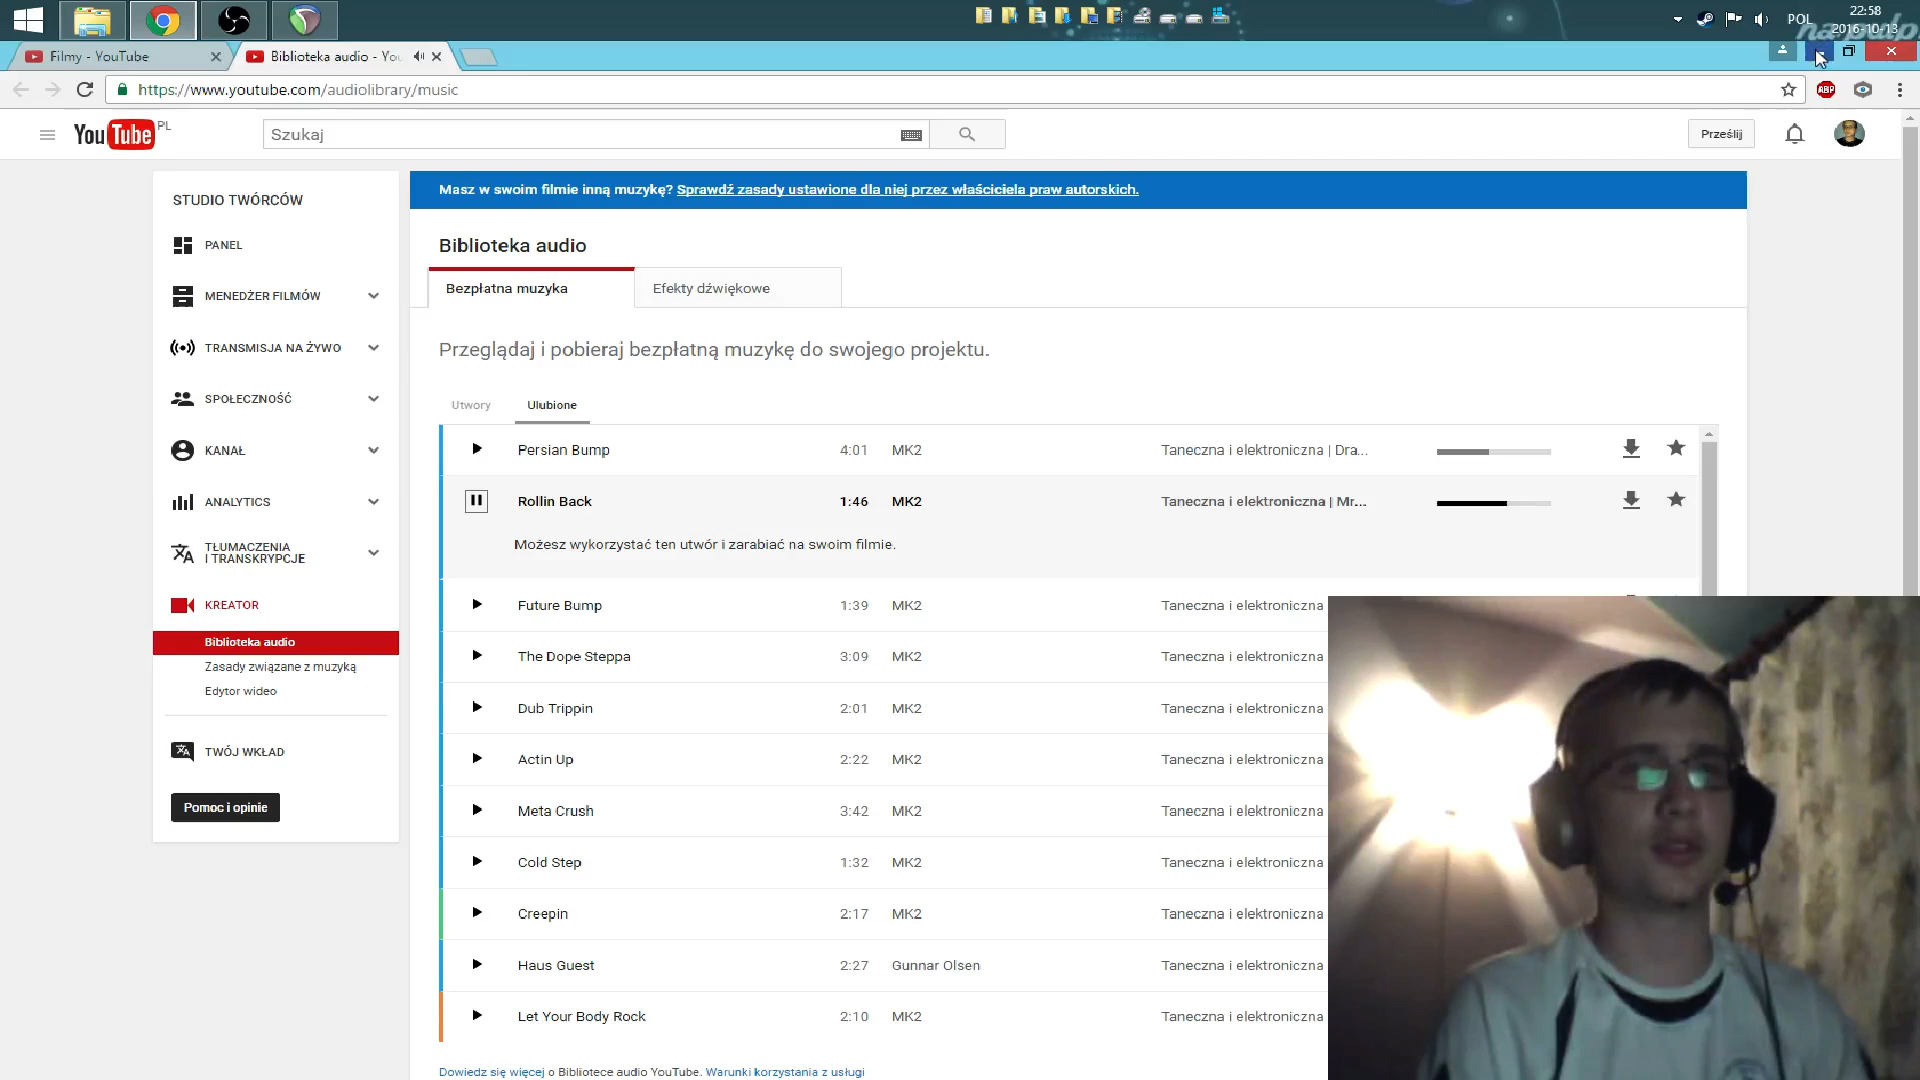 22:58
POL
2016-10-13
na pulp
Filmy - YouTube
Biblioteka audio - You
https://www.youtube.com/audiolibrary/music
ABP
YouTube PL
Szukaj
Prześlij
STUDIO TWÓRCÓW
PANEL
MENEDŻER FILMÓW
TRANSMISJA NA ŻYWO
SPOŁECZNOŚĆ
KANAŁ
ANALYTICS
TŁUMACZENIA
I TRANSKRYPCJE
KREATOR
Biblioteka audio
Zasady związane z muzyką
Edytor wideo
TWÓJ WKŁAD
Pomoc i opinie
Masz w swoim filmie inną muzykę? Sprawdź zasady ustawione dla niej przez właściciela praw autorskich.
Biblioteka audio
Bezpłatna muzyka
Efekty dźwiękowe
Przeglądaj i pobieraj bezpłatną muzykę do swojego projektu.
Utwory
Ulubione
Persian Bump 4:01 MK2 Taneczna i elektroniczna | Dra...
Rollin Back 1:46 MK2 Taneczna i elektroniczna | Mr...
Możesz wykorzystać ten utwór i zarabiać na swoim filmie.
Future Bump 1:39 MK2 Taneczna i elektroniczna
The Dope Steppa 3:09 MK2 Taneczna i elektroniczna
Dub Trippin 2:01 MK2 Taneczna i elektroniczna
Actin Up 2:22 MK2 Taneczna i elektroniczna
Meta Crush 3:42 MK2 Taneczna i elektroniczna
Cold Step 1:32 MK2 Taneczna i elektroniczna
Creepin 2:17 MK2 Taneczna i elektroniczna
Haus Guest 2:27 Gunnar Olsen Taneczna i elektroniczna
Let Your Body Rock 2:10 MK2 Taneczna i elektroniczna
Dowiedz się więcej o Bibliotece audio YouTube. Warunki korzystania z usługi